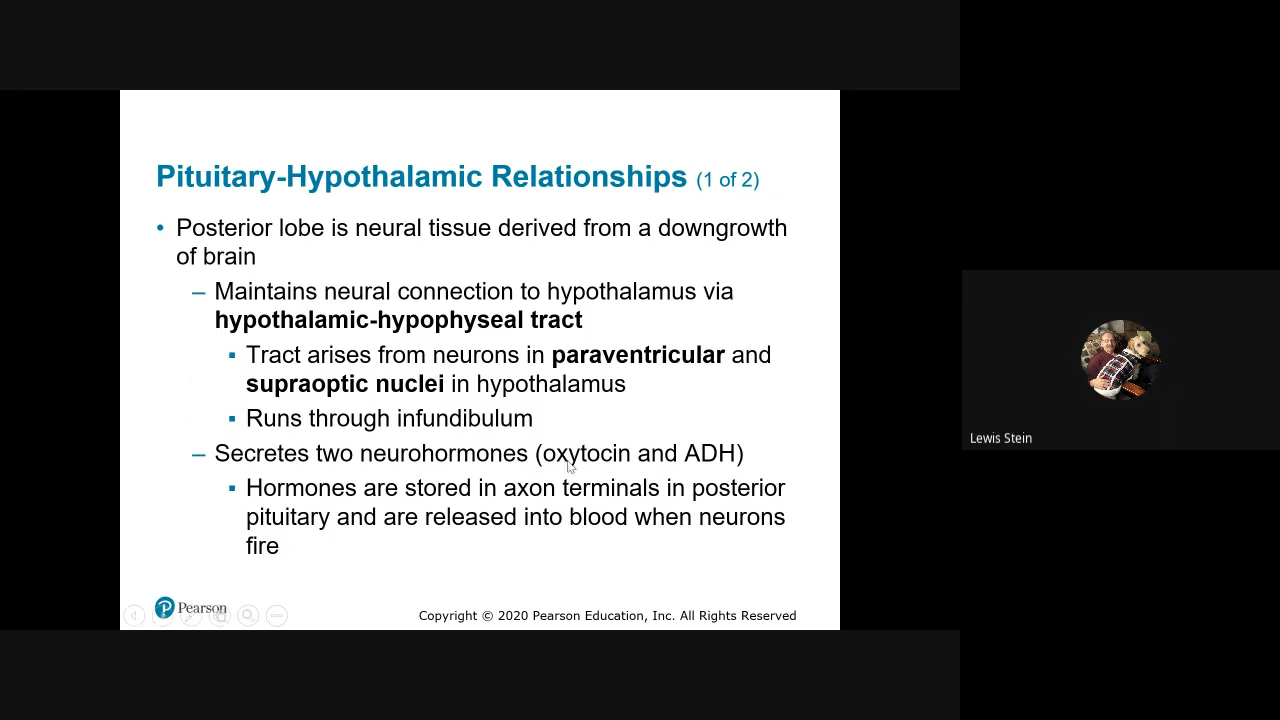 Pituitary-Hypothalamic Relationships (1 of 2)
• Posterior lobe is neural tissue derived from a downgrowth
of brain
– Maintains neural connection to hypothalamus via
hypothalamic-hypophyseal tract
▪ Tract arises from neurons in paraventricular and
supraoptic nuclei in hypothalamus
▪ Runs through infundibulum
– Secretes two neurohormones (oxytocin and ADH)
▪ Hormones are stored in axon terminals in posterior
pituitary and are released into blood when neurons
fire
Pearson
Copyright © 2020 Pearson Education, Inc. All Rights Reserved
Lewis Stein